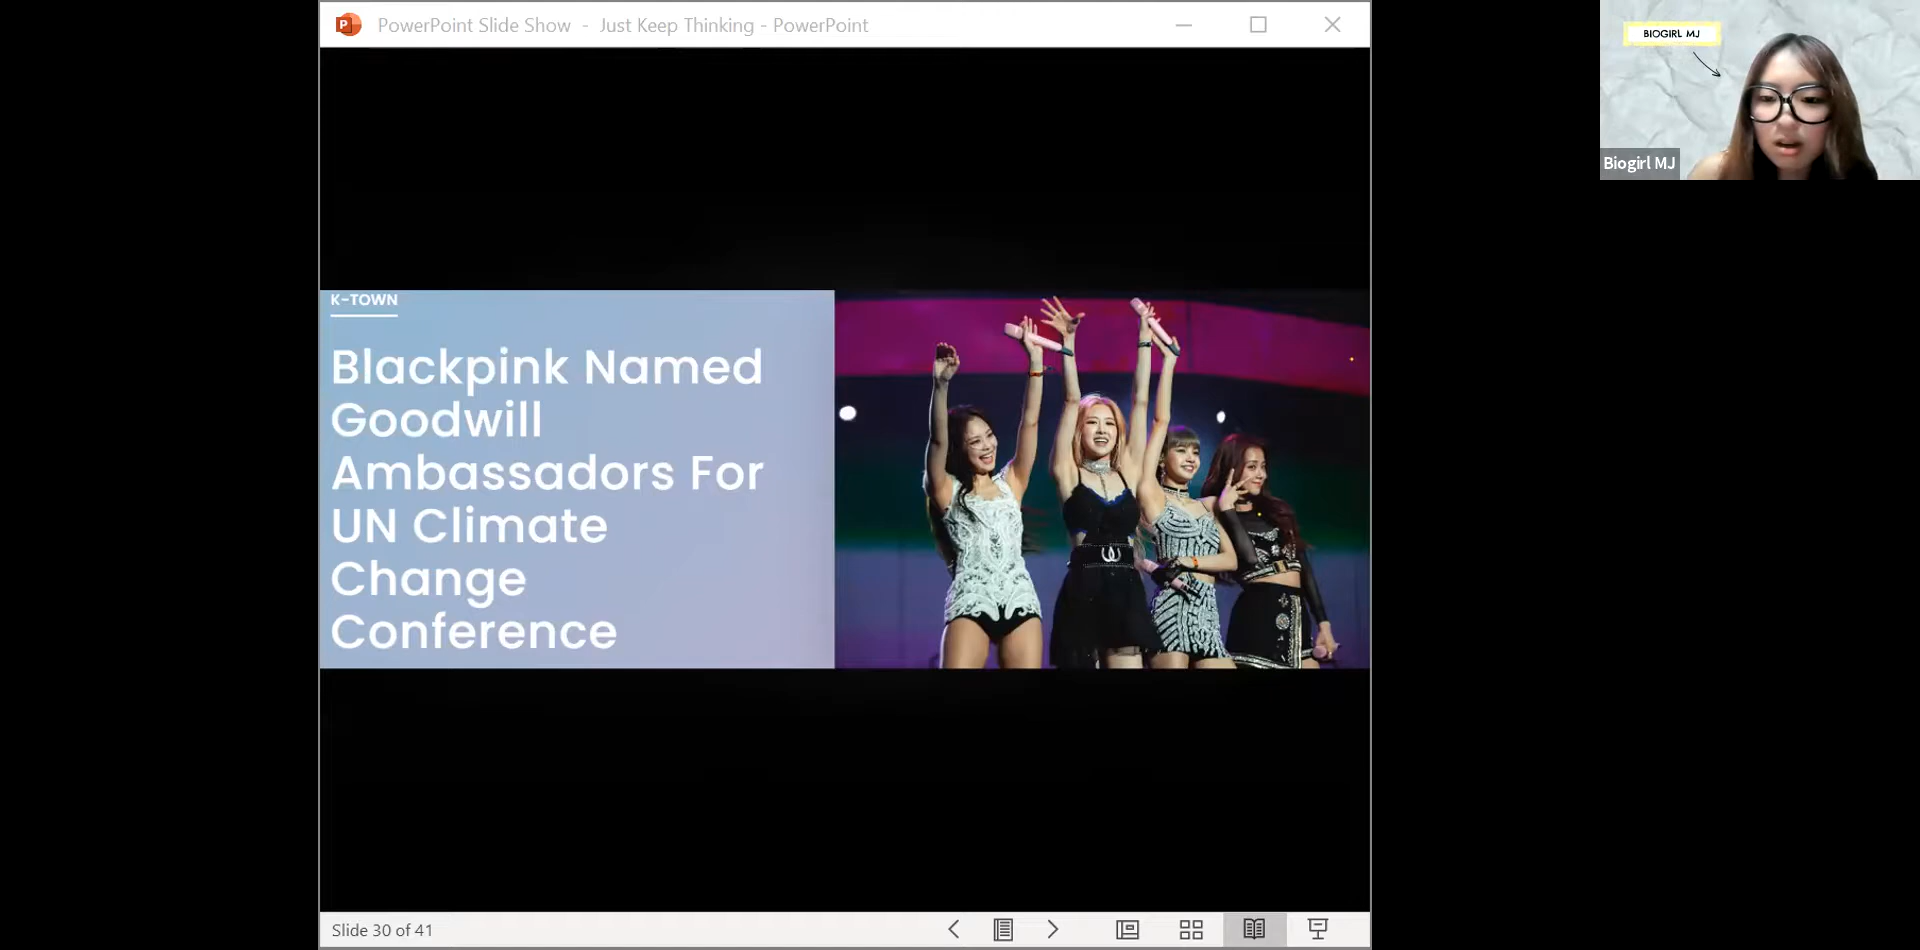 PowerPoint Slide Show - Just Keep Thinking - PowerPoint
BIOGIRL MJ
Biogirl MJ
K-TOWN
Blackpink Named
Goodwill
Ambassadors For
UN Climate
Change
Conference
Slide 30 of 41